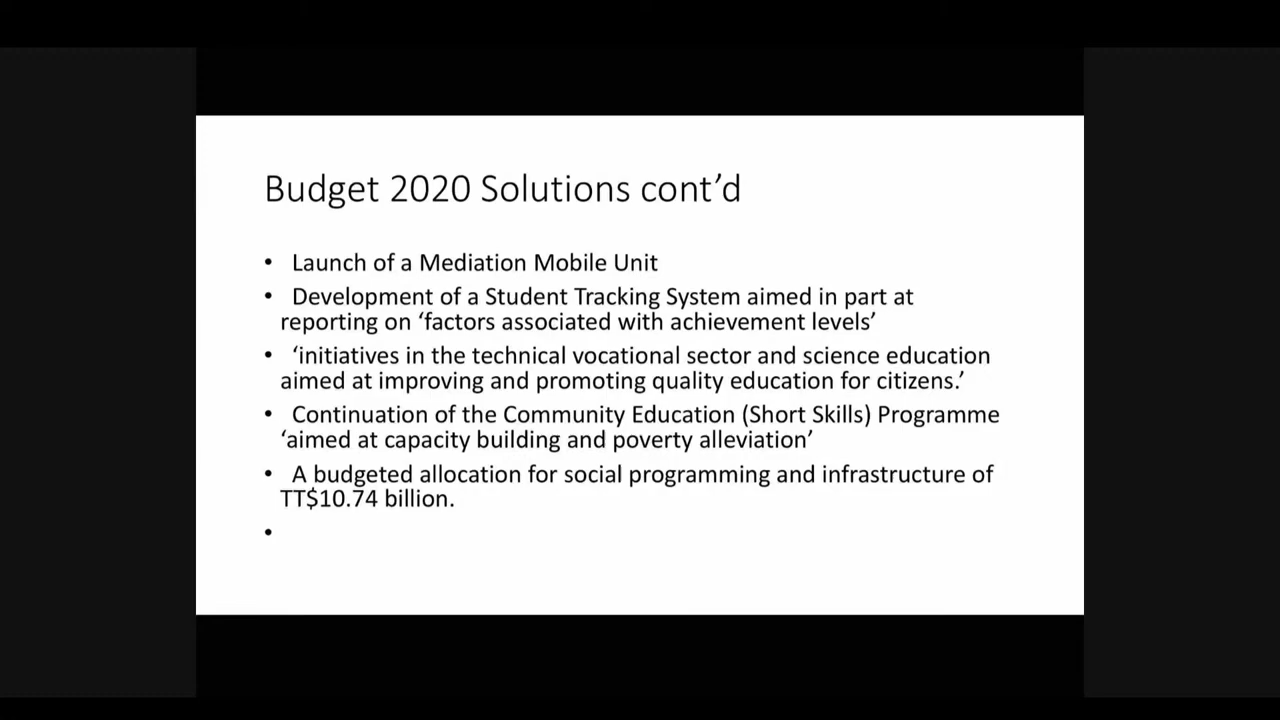 Budget 2020 Solutions cont’d
• Launch of a Mediation Mobile Unit
• Development of a Student Tracking System aimed in part at
reporting on ‘factors associated with achievement levels’
• ‘initiatives in the technical vocational sector and science education
aimed at improving and promoting quality education for citizens.’
• Continuation of the Community Education (Short Skills) Programme
‘aimed at capacity building and poverty alleviation’
• A budgeted allocation for social programming and infrastructure of
TT$10.74 billion.
•